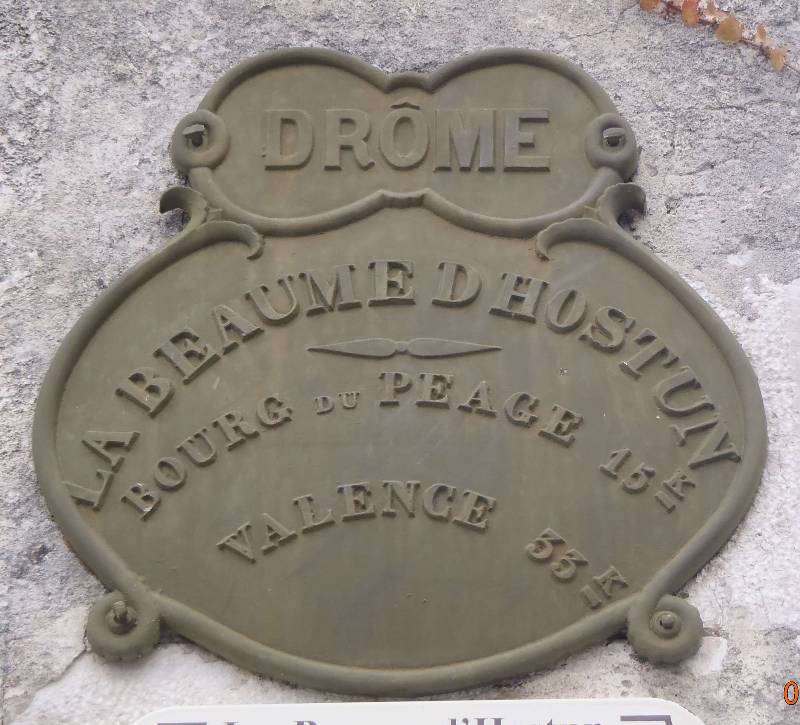 DRÔME
LA BEAUME D HOSTUN
BOURG DU PEAGE 15 K
VALENCE 33 K